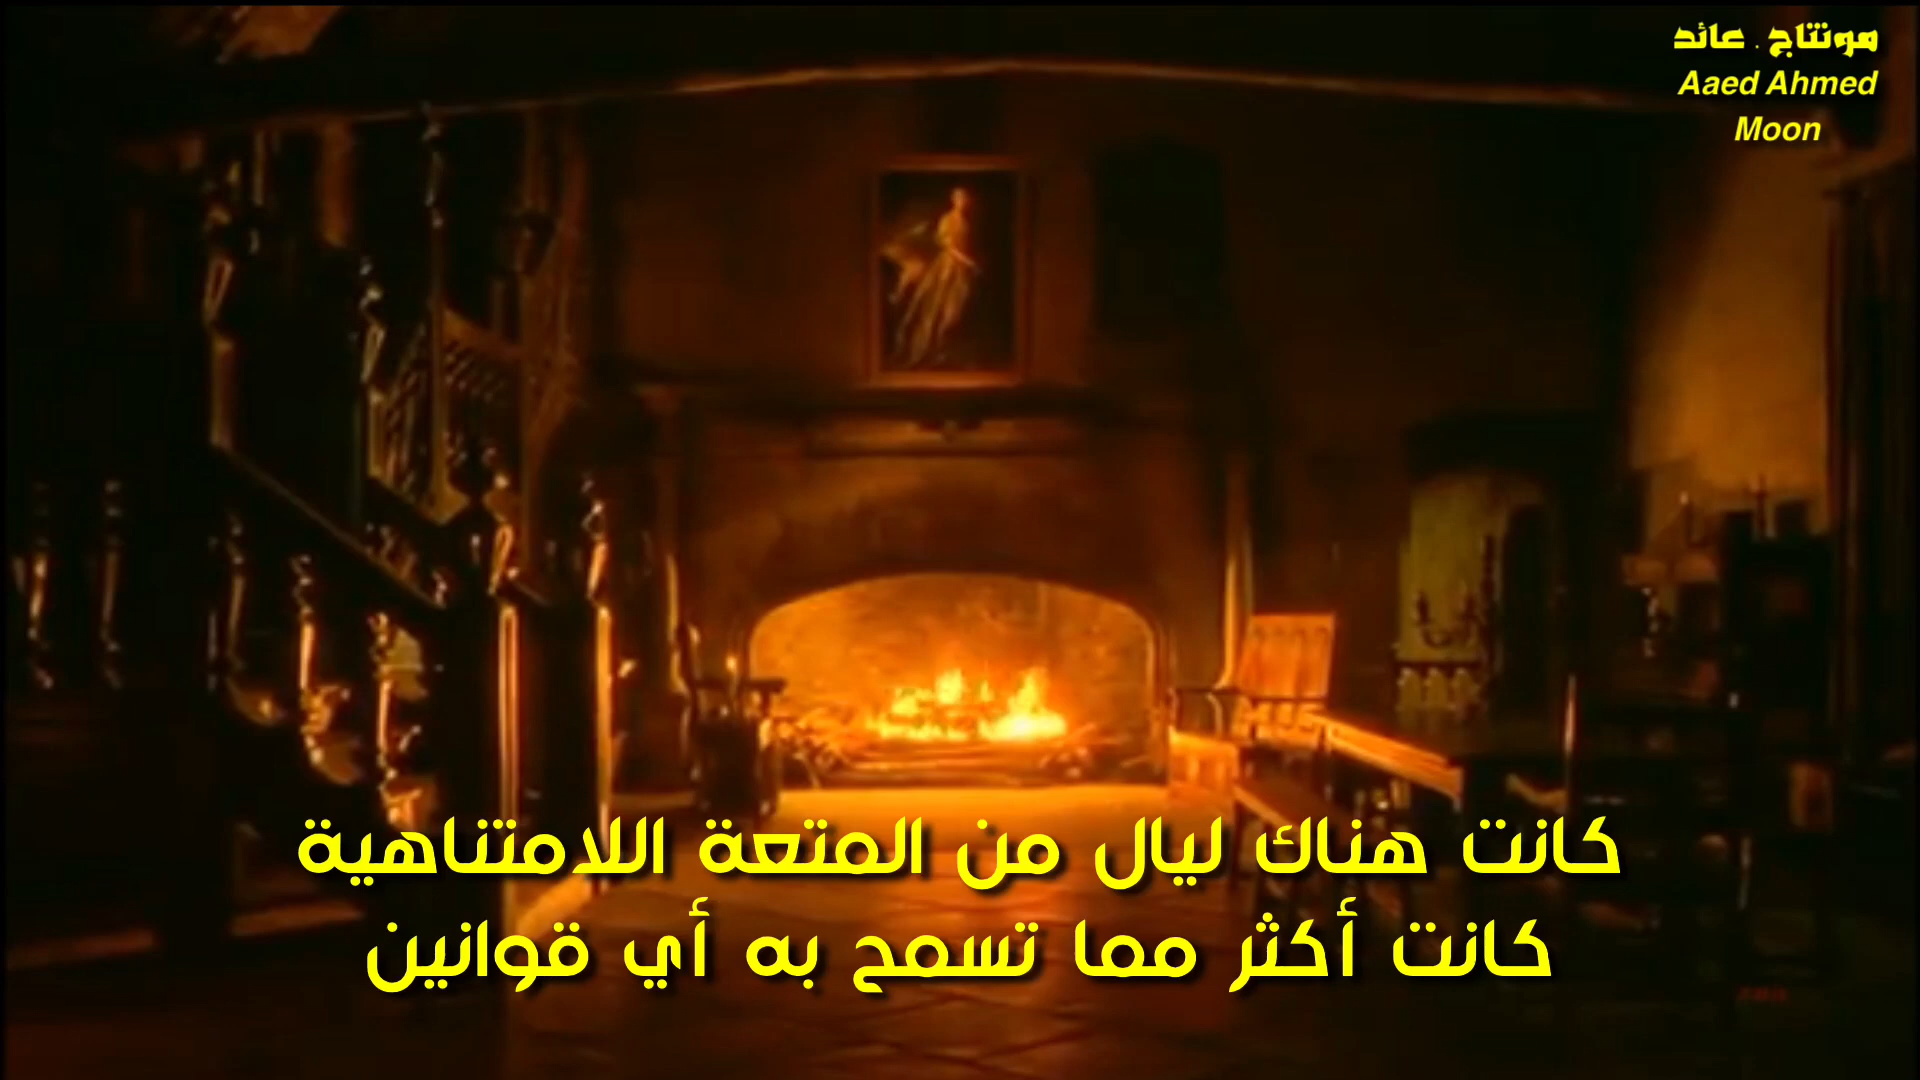 مونتاج . عائد
Aaed Ahmed
Moon
كانت هناك ليال من المتعة اللامتناهية
كانت أكثر مما تسمح به أي قوانين